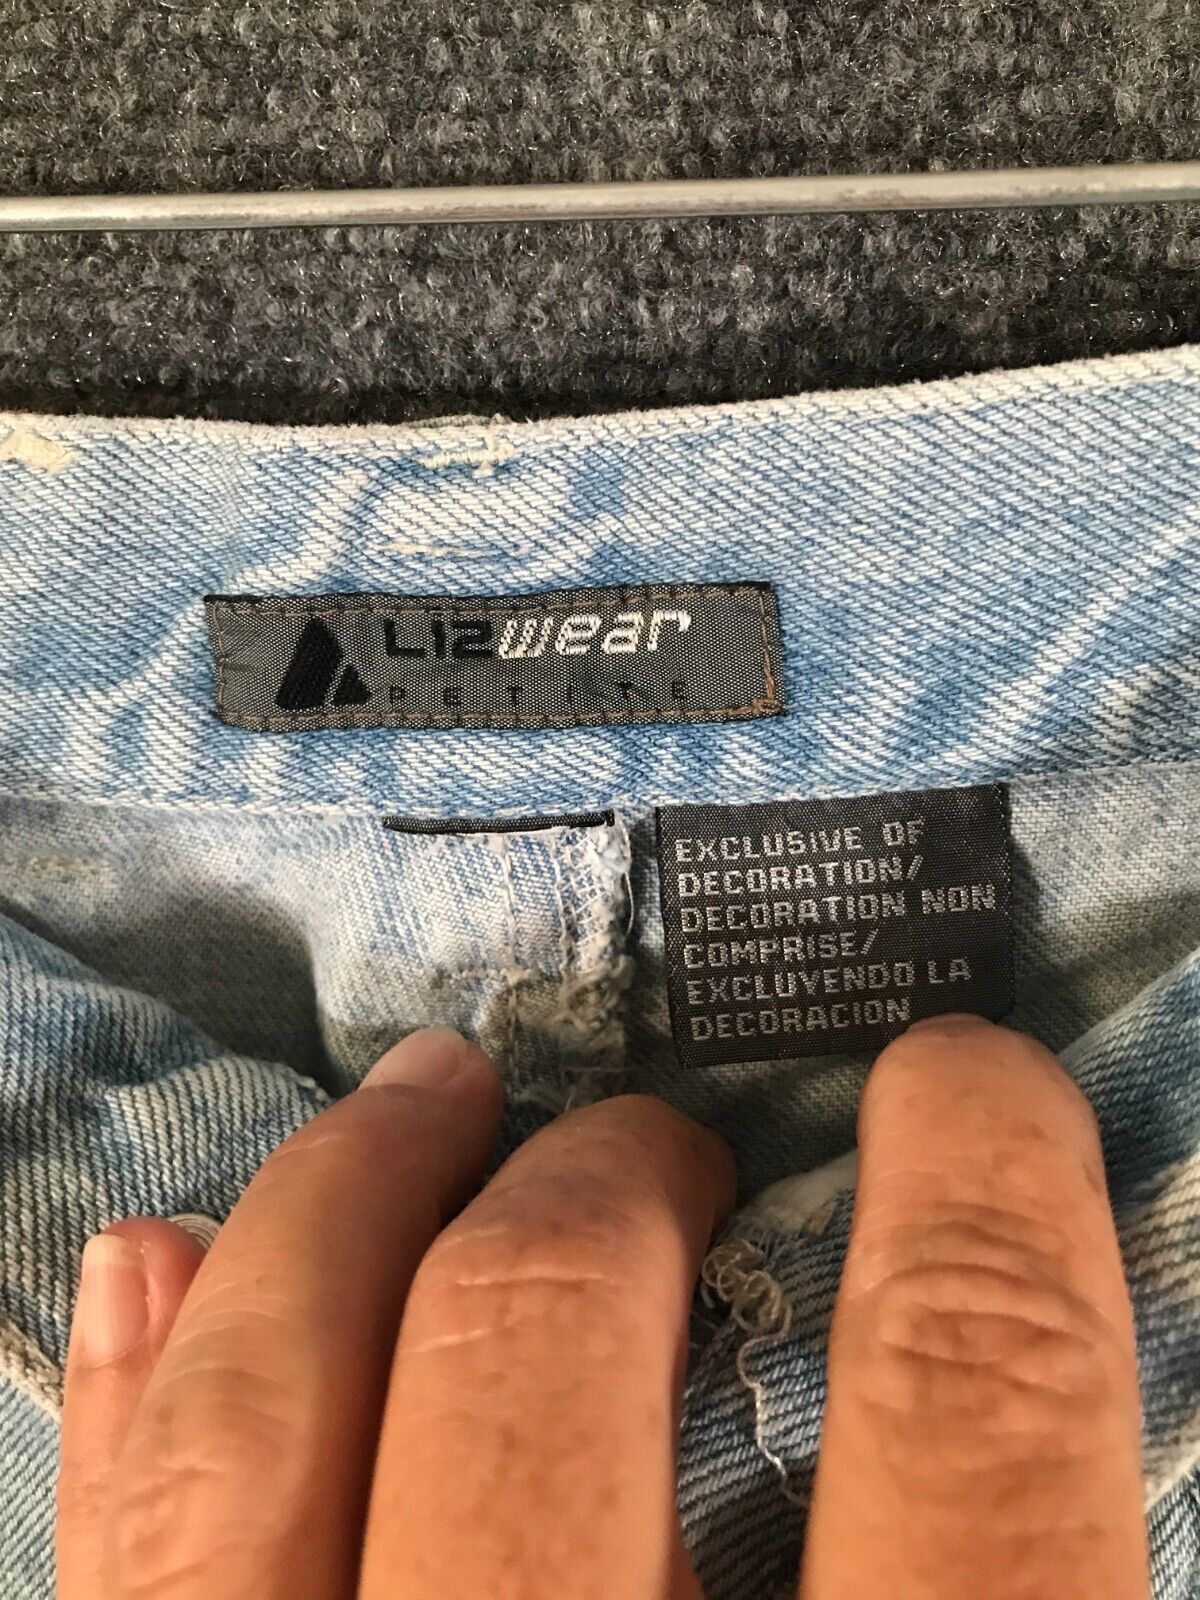 LIZwear
PETITE
EXCLUSIVE OF
DECORATION/
DECORATION NON
COMPRISE/
EXCLUYENDO LA
DECORACION